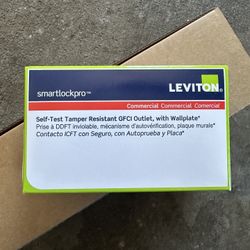 LEVITON®
smartlockpro™
Commercial Commercial Comercial
Self-Test Tamper Resistant GFCI Outlet, with Wallplate*
Prise à DDFT inviolable, mécanisme d'autovérification, plaque murale*
Contacto ICFT con Seguro, con Autoprueba y Placa*